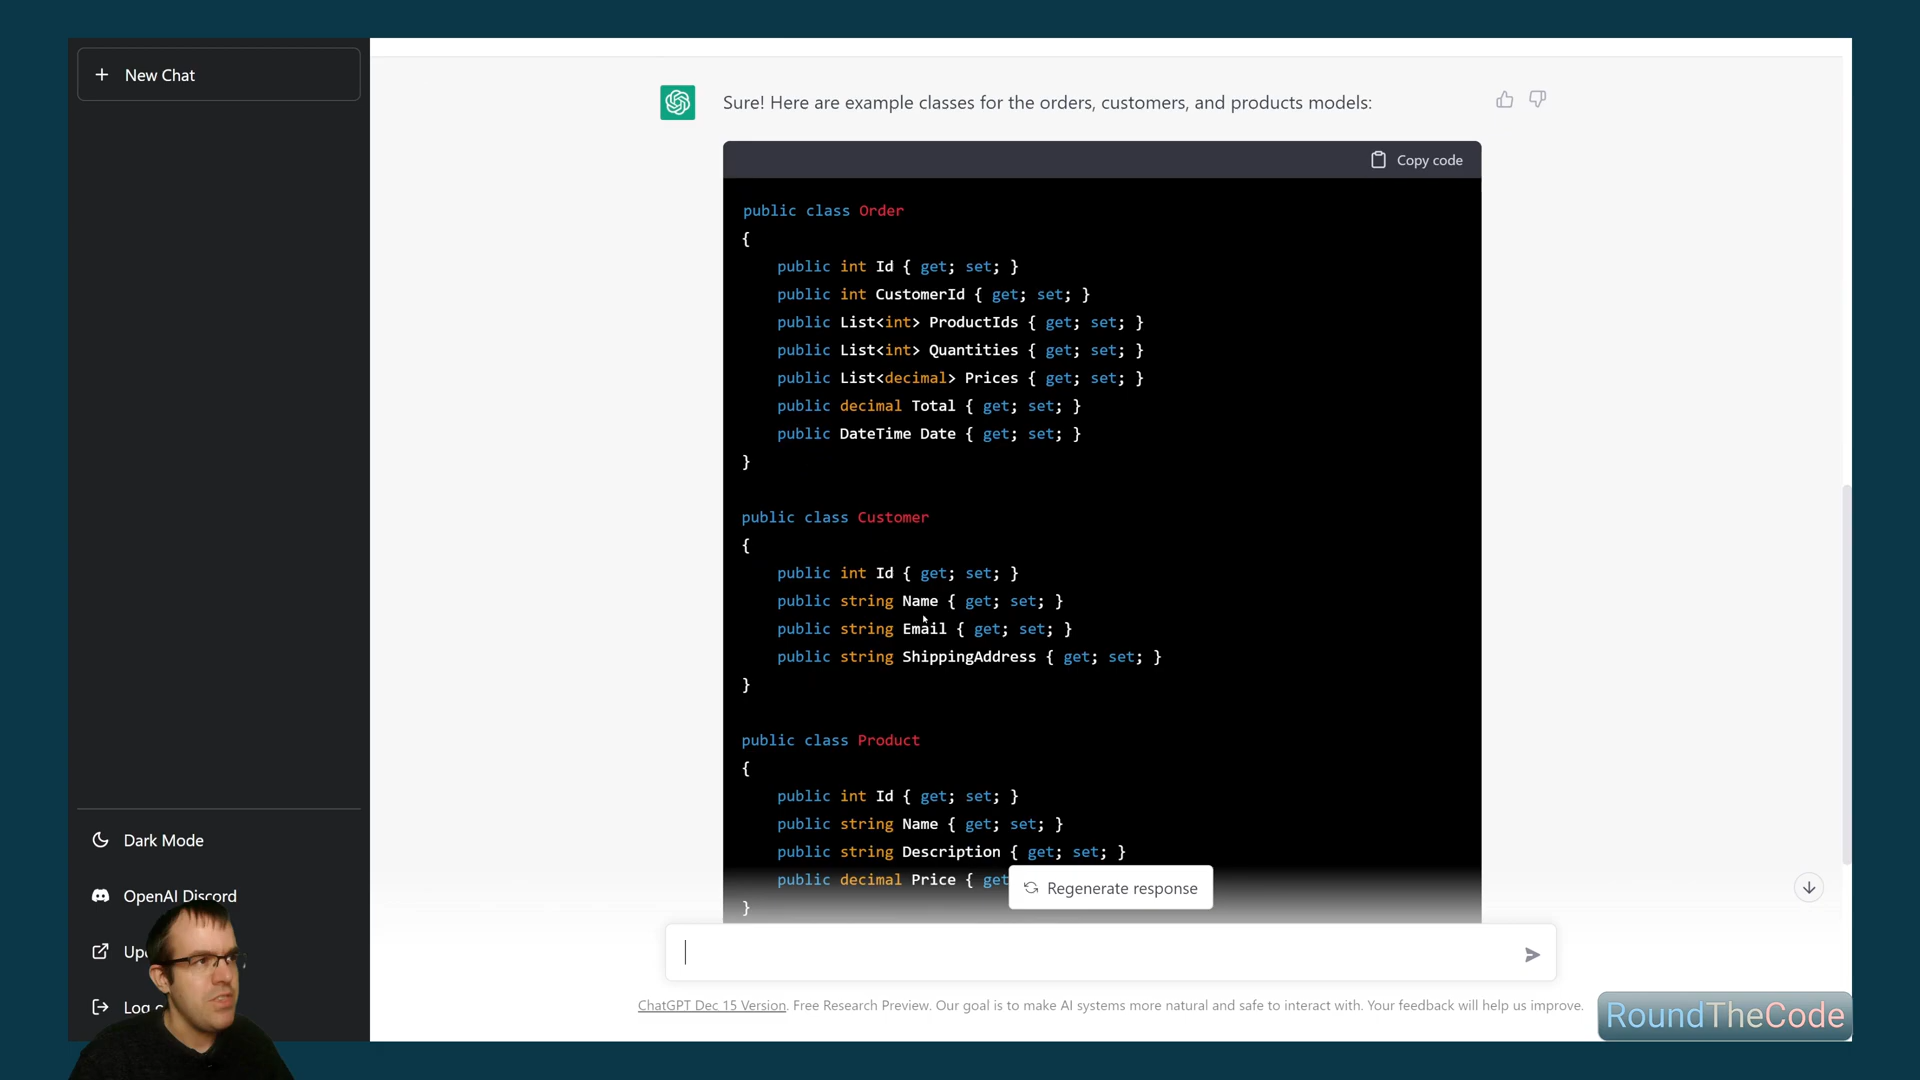 + New Chat
Sure! Here are example classes for the orders, customers, and products models:
Copy code
public class Order
{
public int Id { get; set; }
public int CustomerId { get; set; }
public List<int> ProductIds { get; set; }
public List<int> Quantities { get; set; }
public List<decimal> Prices { get; set; }
public decimal Total { get; set; }
public DateTime Date { get; set; }
}
public class Customer
{
public int Id { get; set; }
public string Name { get; set; }
public string Email { get; set; }
public string ShippingAddress { get; set; }
}
public class Product
{
public int Id { get; set; }
public string Name { get; set; }
public string Description { get; set; }
public decimal Price { get
}
Regenerate response
Dark Mode
OpenAI Discord
Log
ChatGPT Dec 15 Version. Free Research Preview. Our goal is to make AI systems more natural and safe to interact with. Your feedback will help us improve.
RoundTheCode